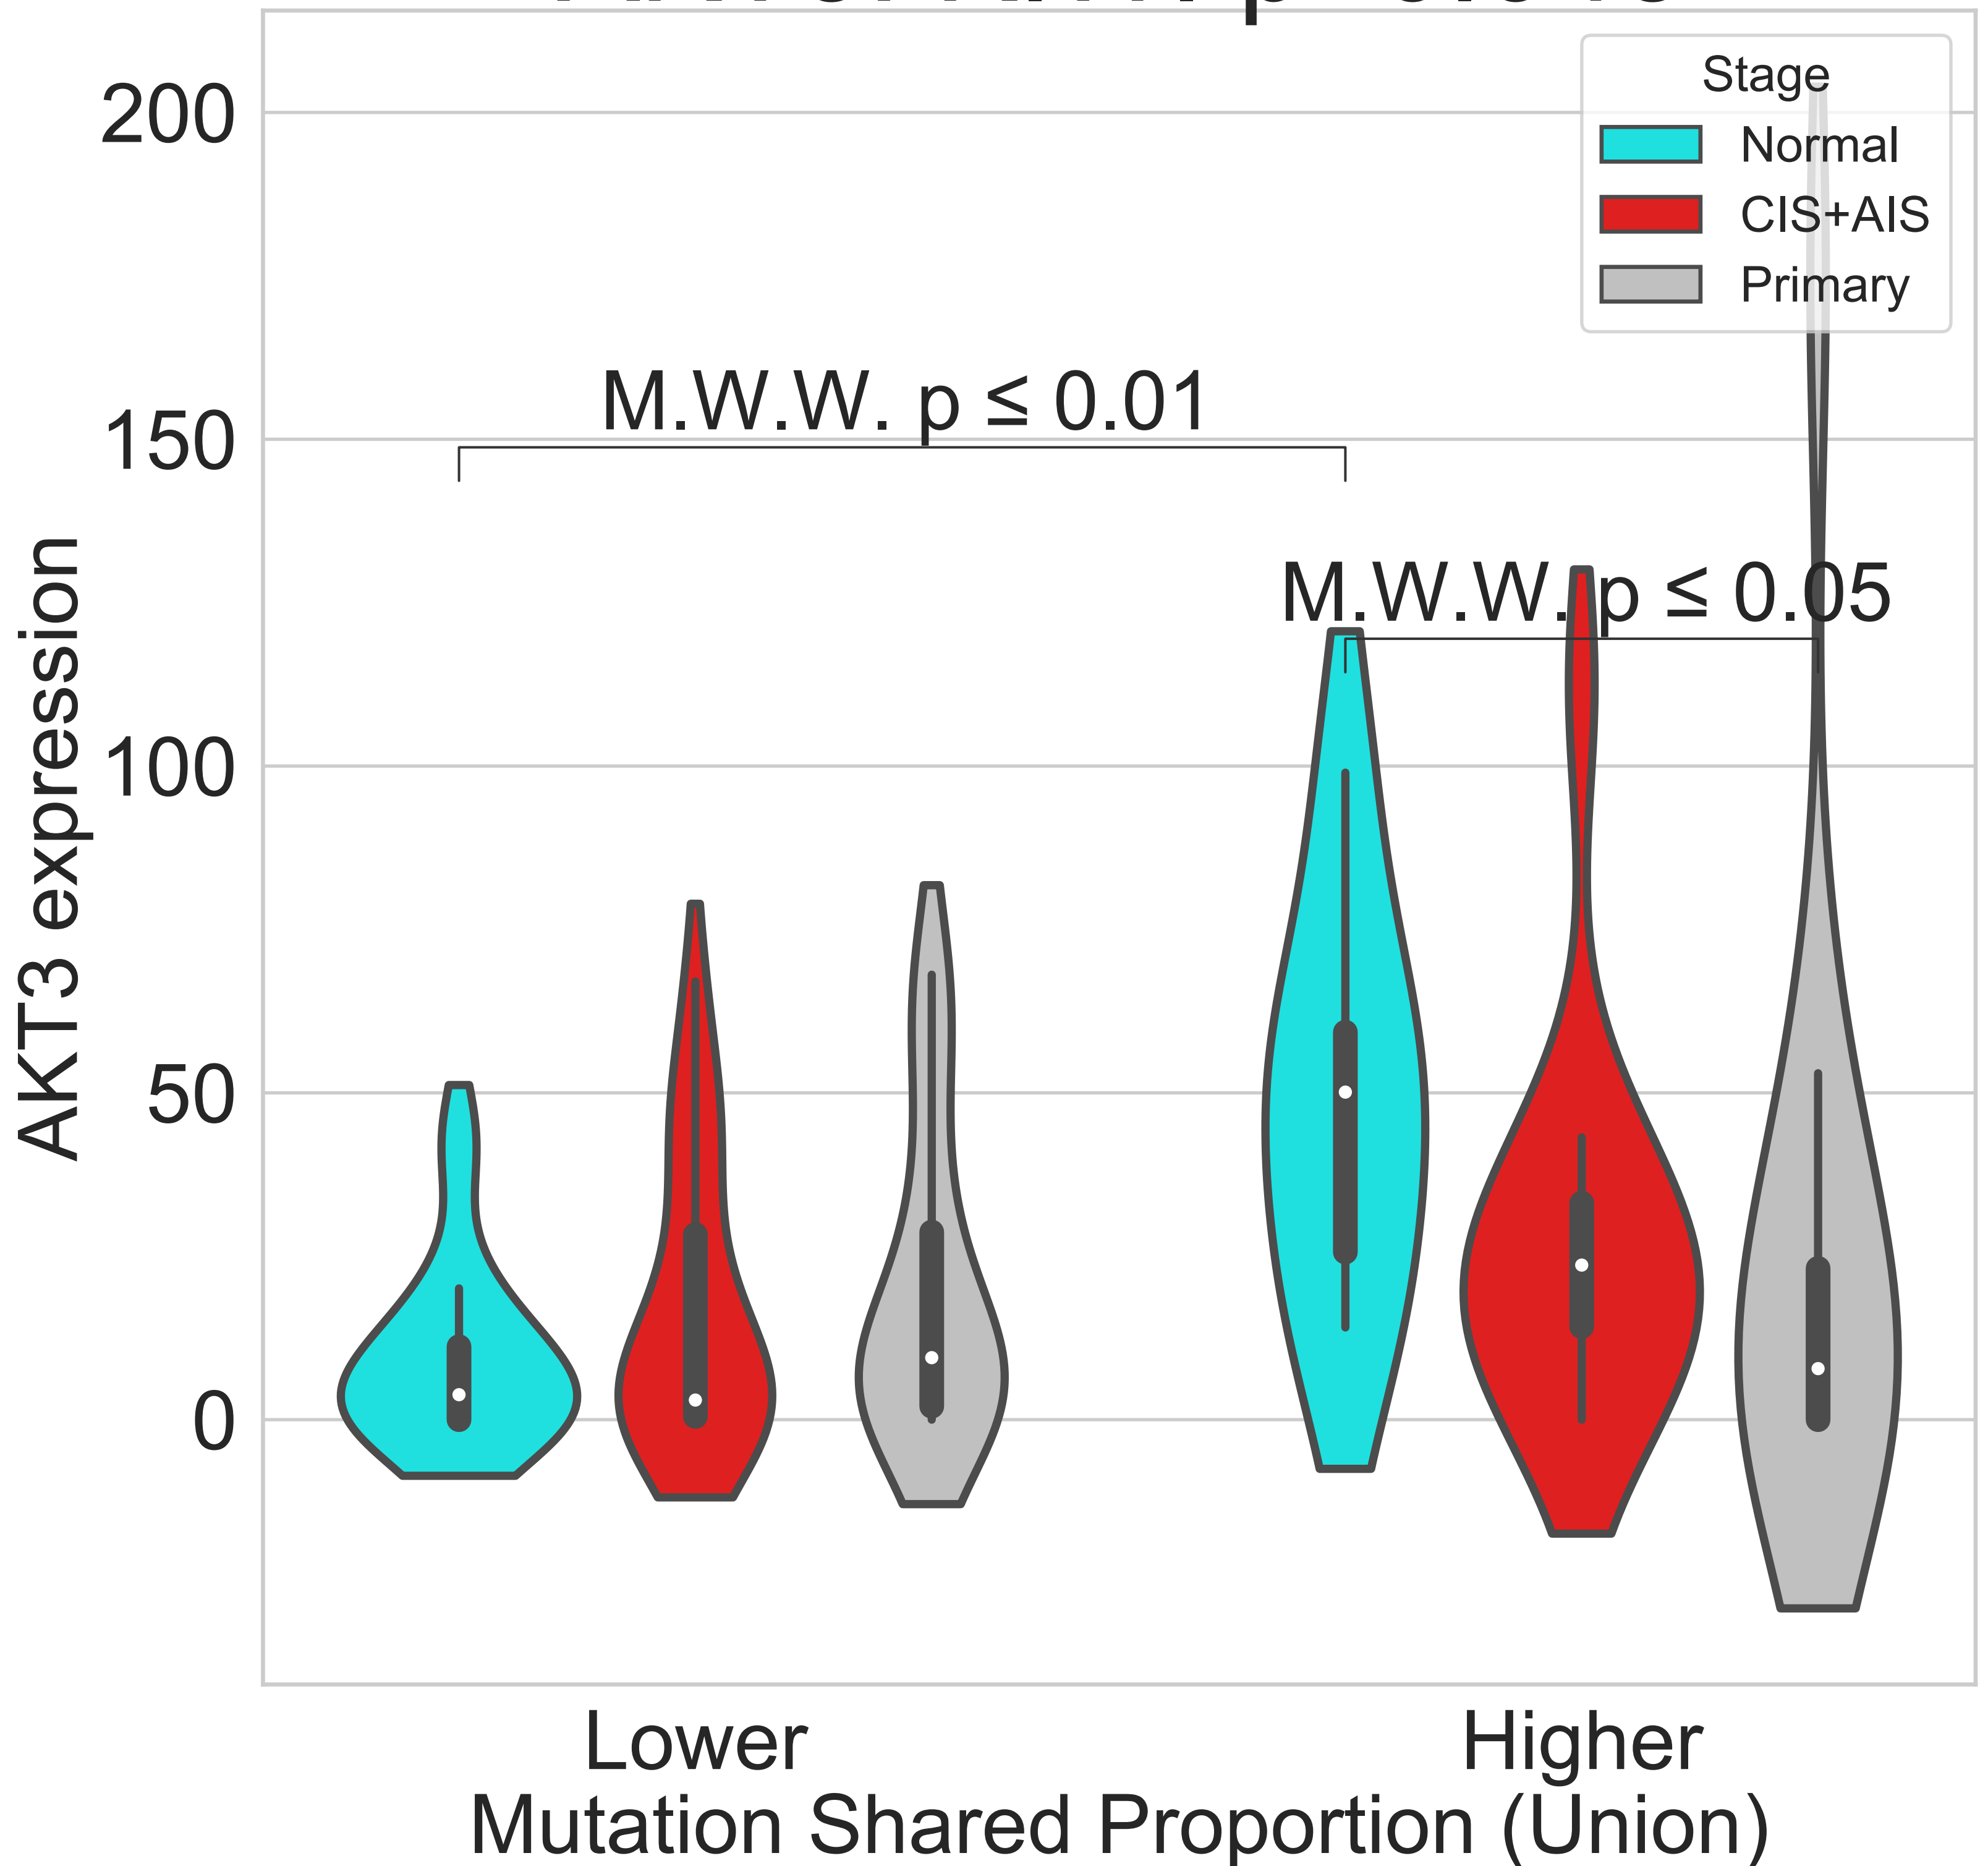 Stage
Normal
CIS+AIS
Primary
M.W.W. p ≤ 0.01
M.W.W. p ≤ 0.05
200
150
100
50
0
AKT3 expression
Lower
Higher
Mutation Shared Proportion (Union)